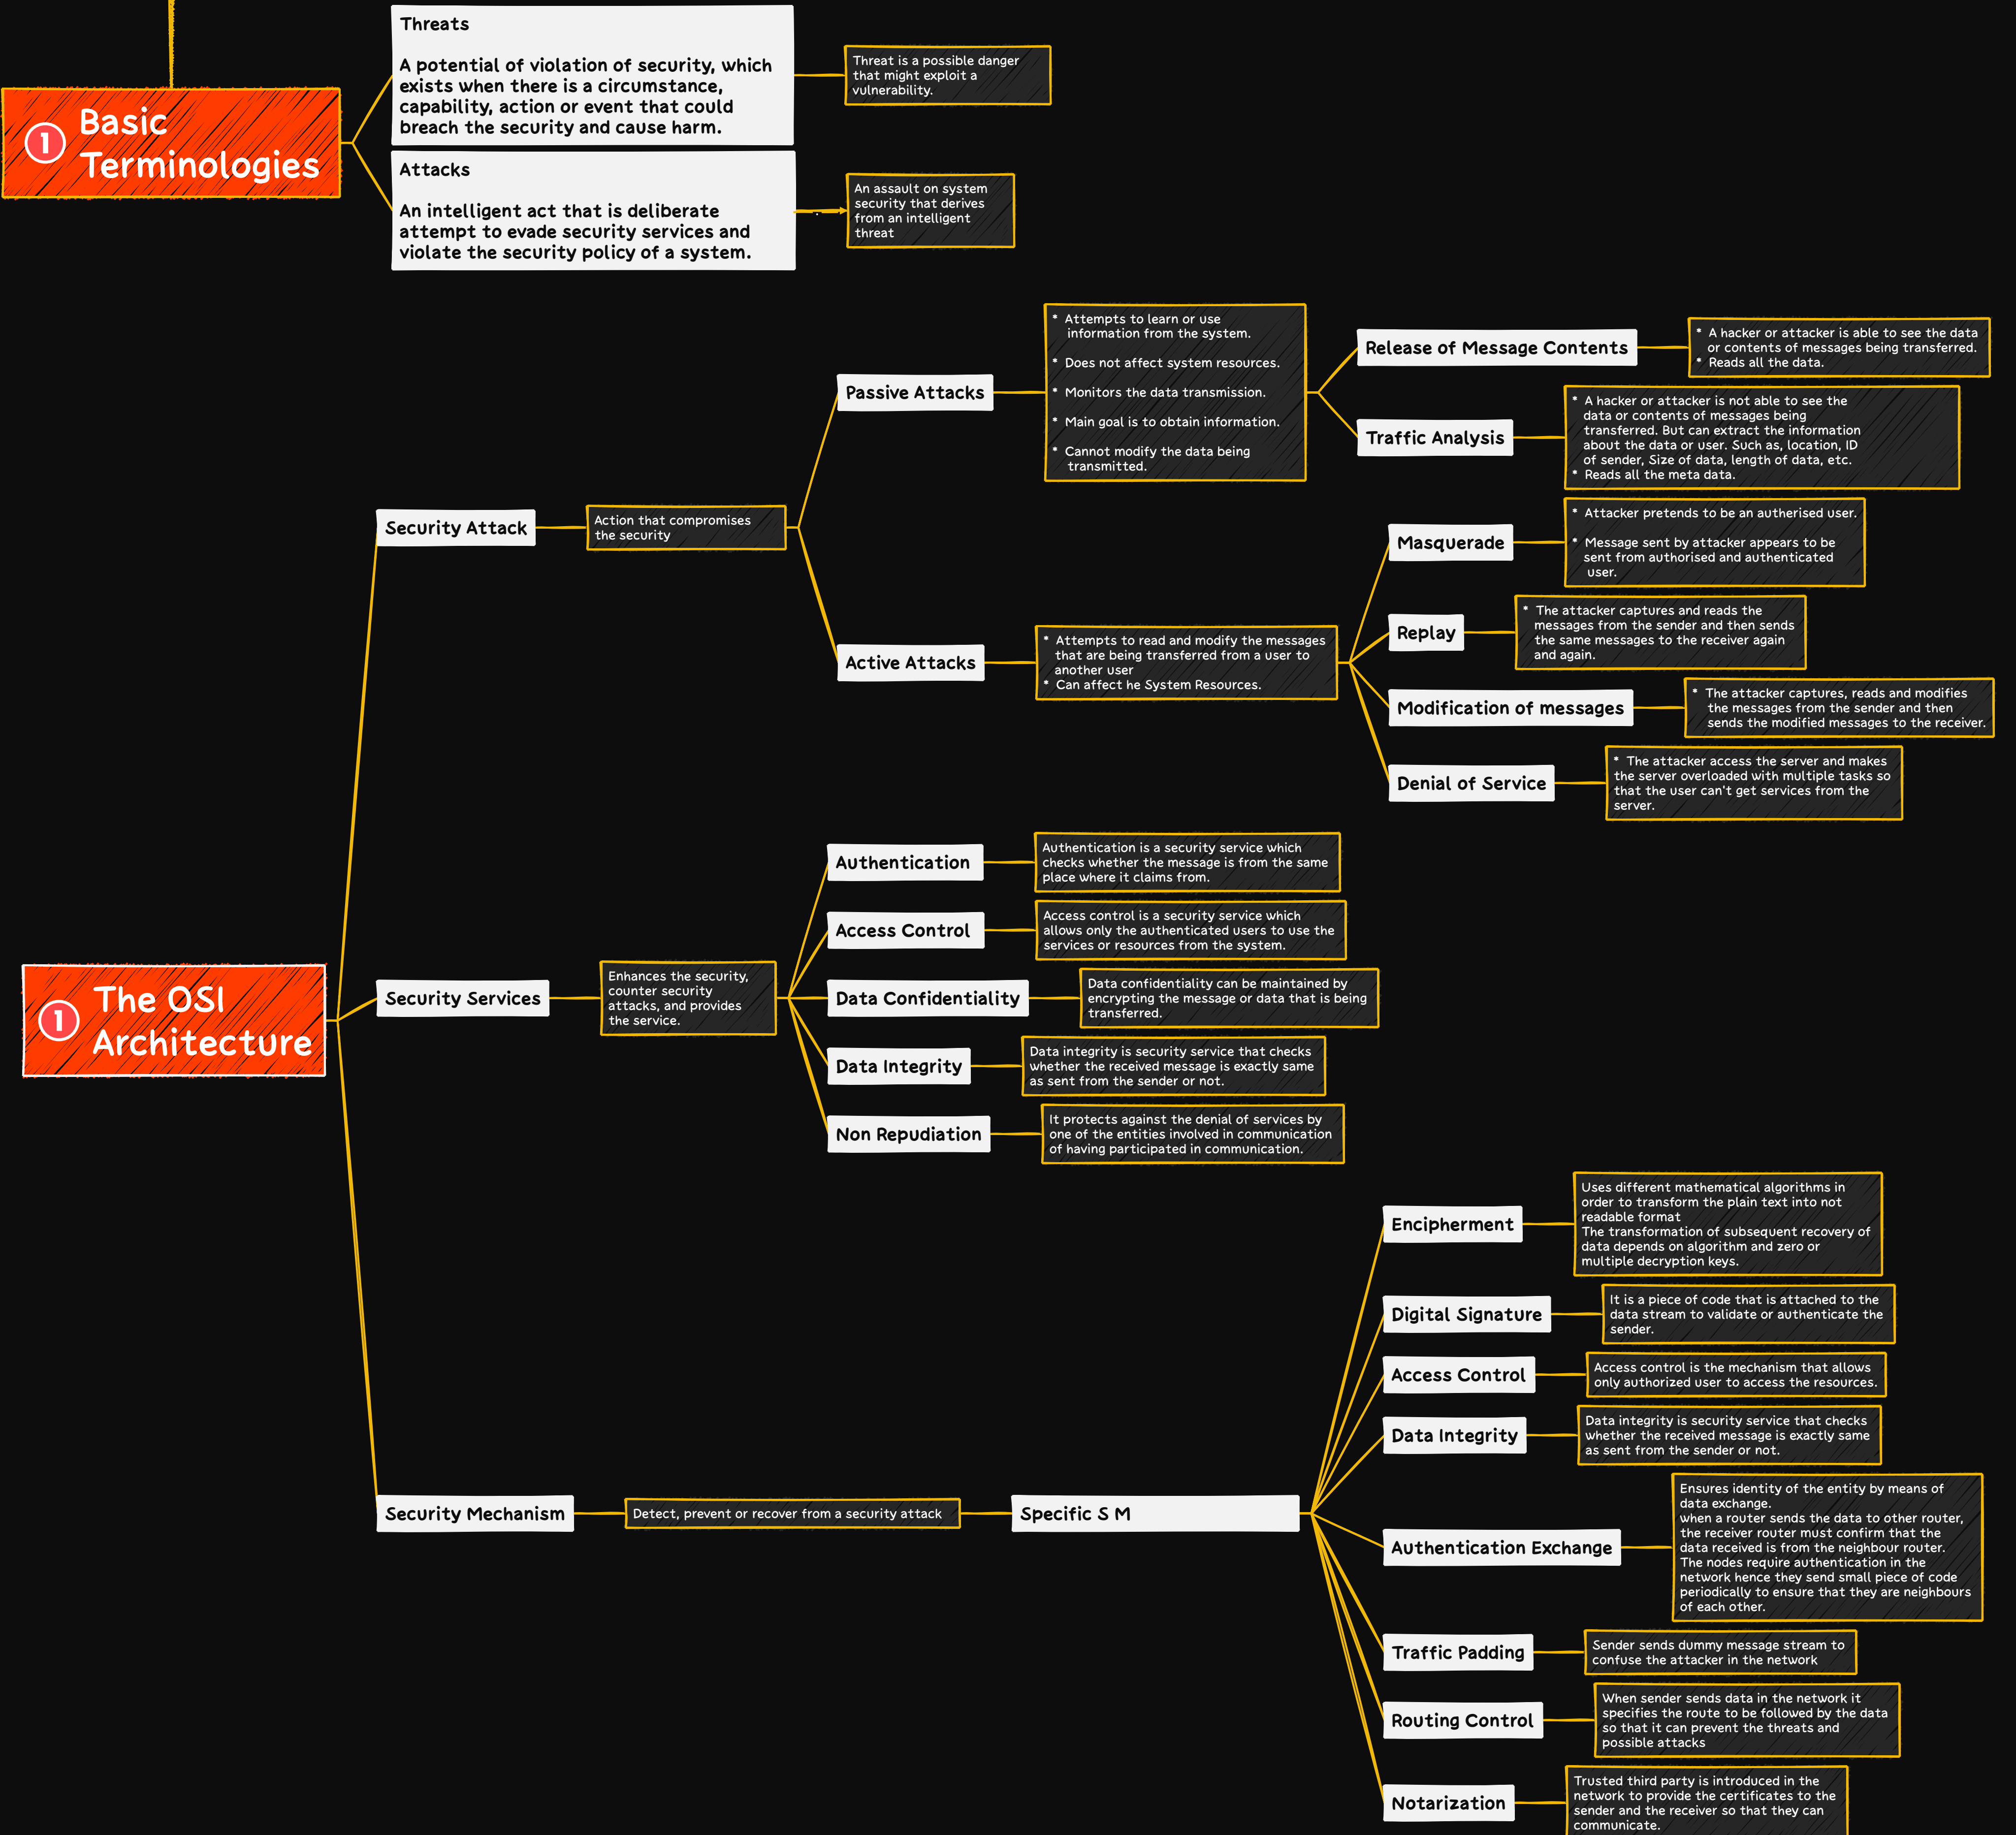 1
Basic
Terminologies
Threats
A potential of violation of security, which
exists when there is a circumstance,
capability, action or event that could
breach the security and cause harm.
Threat is a possible danger
that might exploit a
vulnerability.
Attacks
An intelligent act that is deliberate
attempt to evade security services and
violate the security policy of a system.
An assault on system
security that derives
from an intelligent
threat
1
The OSI
Architecture
Security Attack
Action that compromises
the security
Passive Attacks
* Attempts to learn or use
information from the system.
* Does not affect system resources.
* Monitors the data transmission.
* Main goal is to obtain information.
* Cannot modify the data being
transmitted.
Release of Message Contents
* A hacker or attacker is able to see the data
or contents of messages being transferred.
* Reads all the data.
Traffic Analysis
* A hacker or attacker is not able to see the
data or contents of messages being
transferred. But can extract the information
about the data or user. Such as, location, ID
of sender, Size of data, length of data, etc.
* Reads all the meta data.
Active Attacks
* Attempts to read and modify the messages
that are being transferred from a user to
another user
* Can affect he System Resources.
Masquerade
* Attacker pretends to be an autherised user.
* Message sent by attacker appears to be
sent from authorised and authenticated
user.
Replay
* The attacker captures and reads the
messages from the sender and then sends
the same messages to the receiver again
and again.
Modification of messages
* The attacker captures, reads and modifies
the messages from the sender and then
sends the modified messages to the receiver.
Denial of Service
* The attacker access the server and makes
the server overloaded with multiple tasks so
that the user can't get services from the
server.
Security Services
Enhances the security,
counter security
attacks, and provides
the service.
Authentication
Authentication is a security service which
checks whether the message is from the same
place where it claims from.
Access Control
Access control is a security service which
allows only the authenticated users to use the
services or resources from the system.
Data Confidentiality
Data confidentiality can be maintained by
encrypting the message or data that is being
transferred.
Data Integrity
Data integrity is security service that checks
whether the received message is exactly same
as sent from the sender or not.
Non Repudiation
It protects against the denial of services by
one of the entities involved in communication
of having participated in communication.
Security Mechanism
Detect, prevent or recover from a security attack
Specific S M
Encipherment
Uses different mathematical algorithms in
order to transform the plain text into not
readable format
The transformation of subsequent recovery of
data depends on algorithm and zero or
multiple decryption keys.
Digital Signature
It is a piece of code that is attached to the
data stream to validate or authenticate the
sender.
Access Control
Access control is the mechanism that allows
only authorized user to access the resources.
Data Integrity
Data integrity is security service that checks
whether the received message is exactly same
as sent from the sender or not.
Authentication Exchange
Ensures identity of the entity by means of
data exchange.
when a router sends the data to other router,
the receiver router must confirm that the
data received is from the neighbour router.
The nodes require authentication in the
network hence they send small piece of code
periodically to ensure that they are neighbours
of each other.
Traffic Padding
Sender sends dummy message stream to
confuse the attacker in the network
Routing Control
When sender sends data in the network it
specifies the route to be followed by the data
so that it can prevent the threats and
possible attacks
Notarization
Trusted third party is introduced in the
network to provide the certificates to the
sender and the receiver so that they can
communicate.